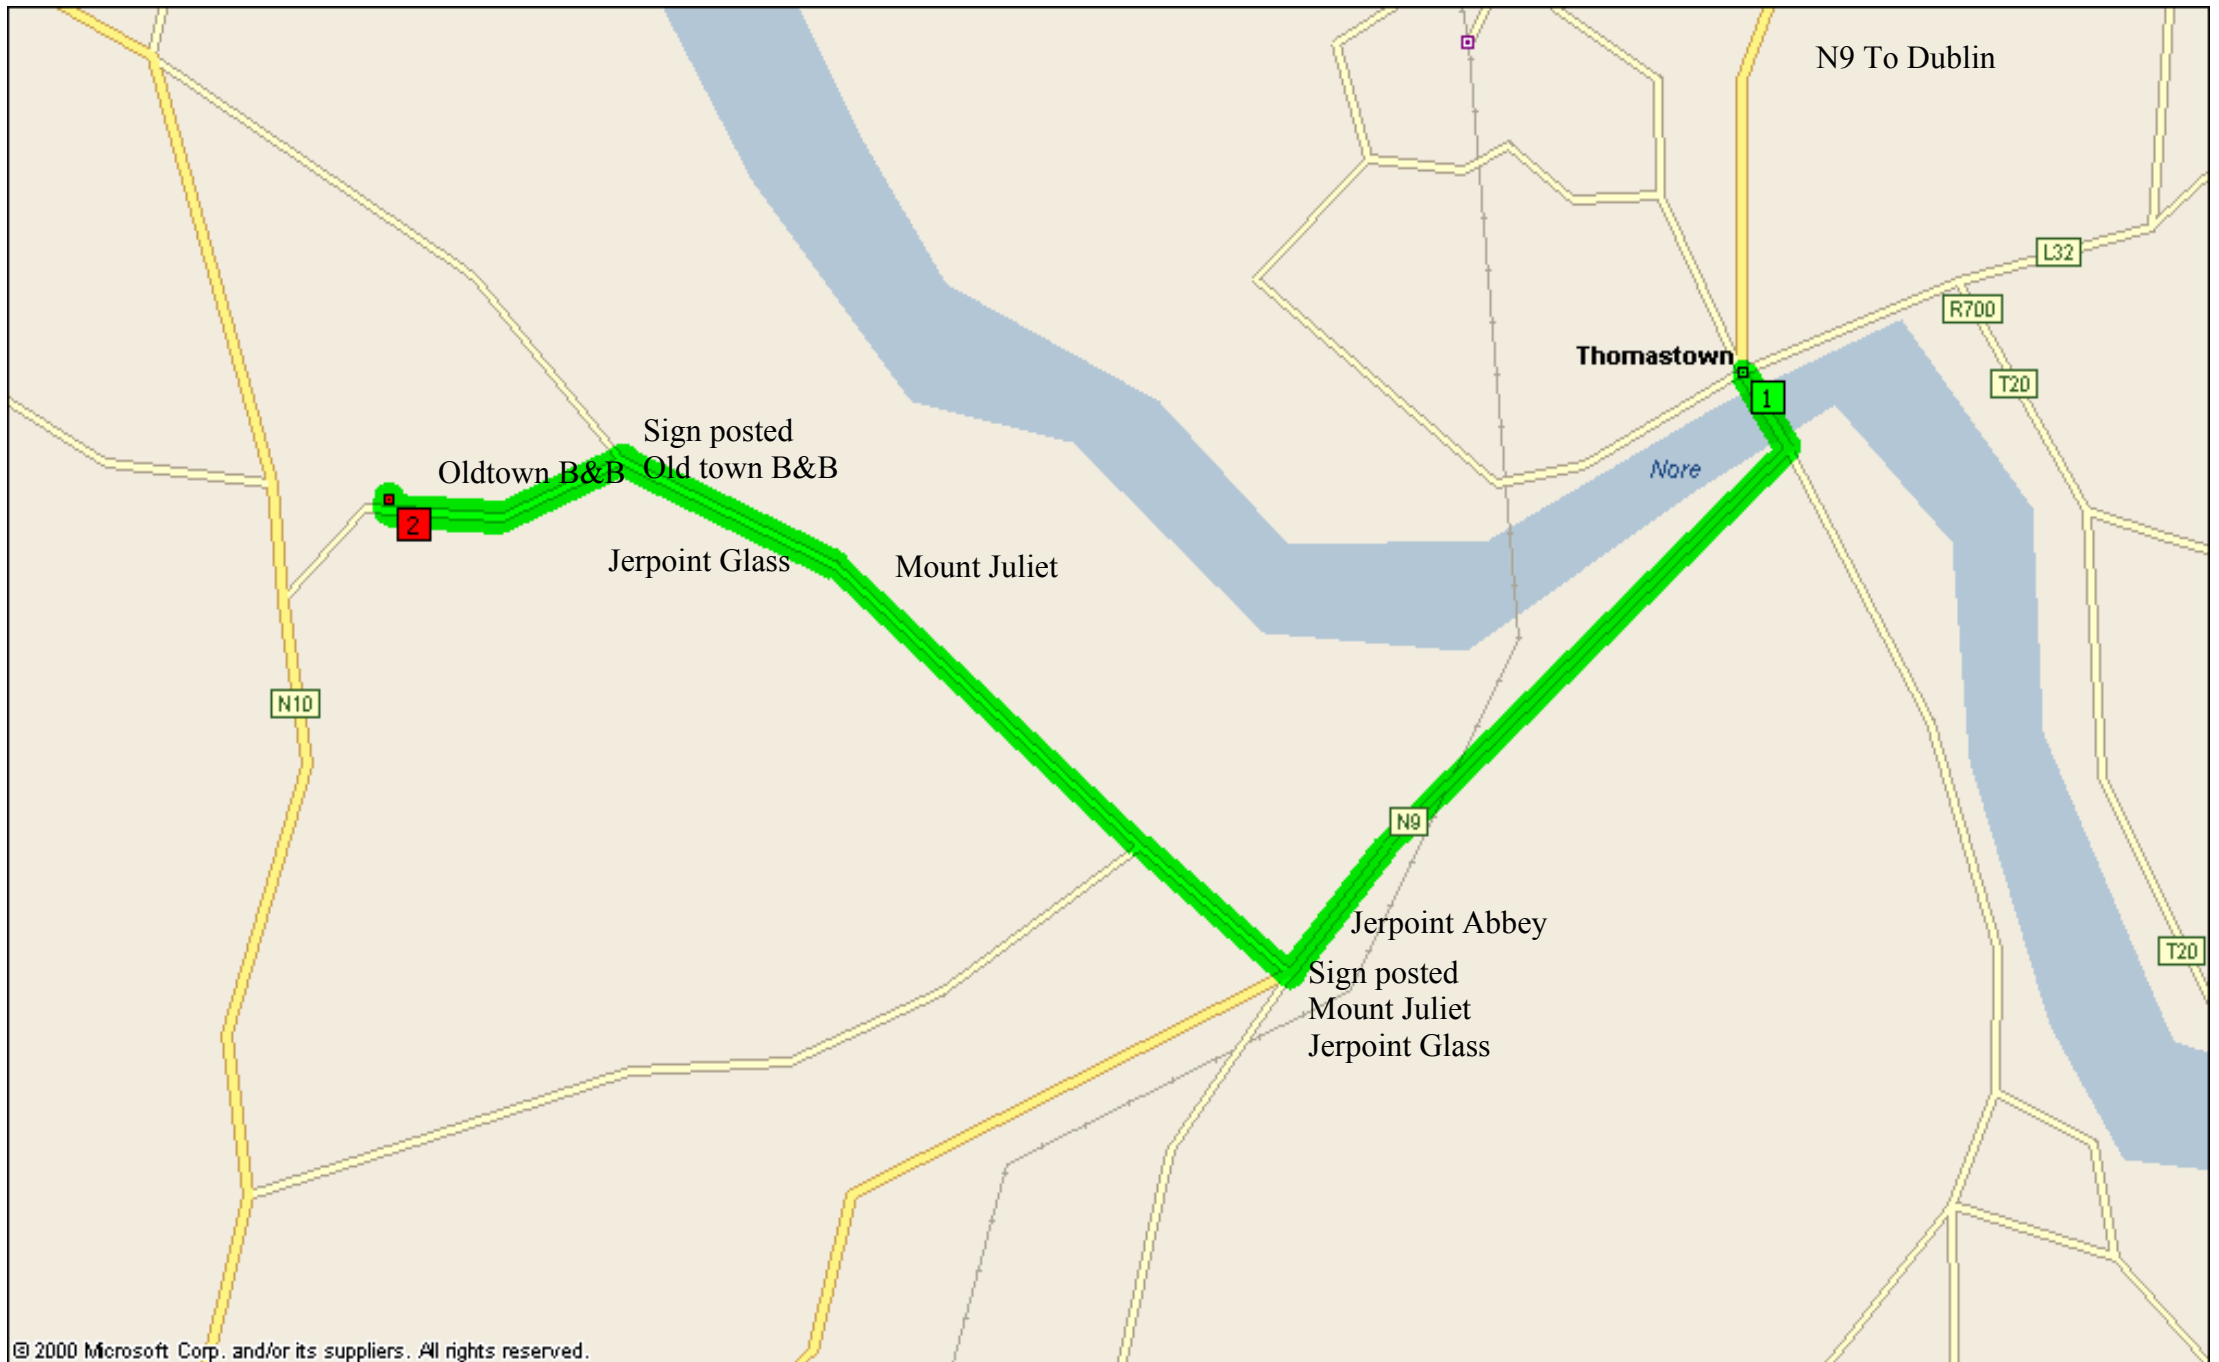 N9 To Dublin
L32
R700
Thomastown
T20
1
Sign posted
Old town B&B
Oldtown B&B
Nore
2
Jerpoint Glass
Mount Juliet
N10
N9
Jerpoint Abbey
T20
Sign posted
Mount Juliet
Jerpoint Glass
© 2000 Microsoft Corp. and/or its suppliers. All rights reserved.